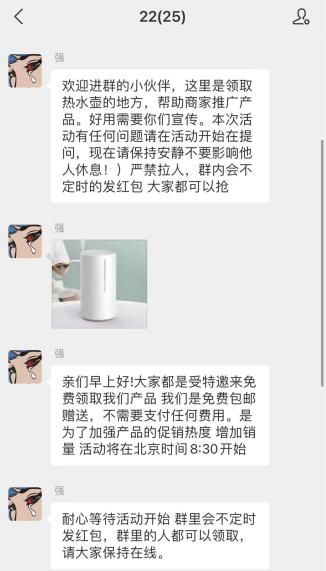 22(25)
强
欢迎进群的小伙伴，这里是领取
热水壶的地方，帮助商家推广产
品。好用需要你们宣传。本次活
动有任何问题请在活动开始在提
问，现在请保持安静不要影响他
人休息！）严禁拉人，群内会不
定时的发红包 大家都可以抢
强
强
亲们早上好!大家都是受特邀来免
费领取我们产品 我们是免费包邮
赠送，不需要支付任何费用。是
为了加强产品的促销热度 增加销
量 活动将在北京时间8:30开始
强
耐心等待活动开始 群里会不定时
发红包，群里的人都可以领取，
请大家保持在线。